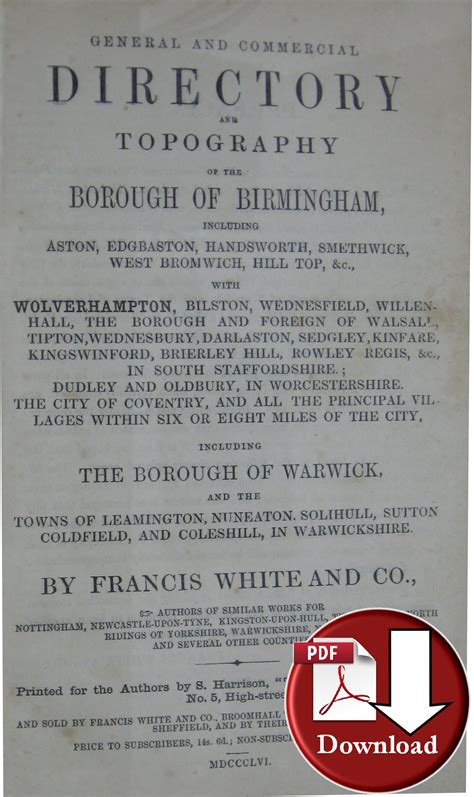 GENERAL AND COMMERCIAL
DIRECTORY
AND
TOPOGRAPHY
OF THE
BOROUGH OF BIRMINGHAM,
INCLUDING
ASTON, EDGBASTON, HANDSWORTH, SMETHWICK,
WEST BROMWICH, HILL TOP, &c.,
WITH
WOLVERHAMPTON, BILSTON, WEDNESFIELD, WILLEN-
HALL, THE BOROUGH AND FOREIGN OF WALSALL,
TIPTON, WEDNESBURY, DARLASTON, SEDGLEY, KINFARE,
KINGSWINFORD, BRIERLEY HILL, ROWLEY REGIS, &c.,
IN SOUTH STAFFORDSHIRE.;
DUDLEY AND OLDBURY, IN WORCESTERSHIRE.
THE CITY OF COVENTRY, AND ALL THE PRINCIPAL VIL-
LAGES WITHIN SIX OR EIGHT MILES OF THE CITY,
INCLUDING
THE BOROUGH OF WARWICK,
AND THE
TOWNS OF LEAMINGTON, NUNEATON. SOLIHULL, SUTTON
COLDFIELD, AND COLESHILL, IN WARWICKSHIRE.
BY FRANCIS WHITE AND CO.,
AUTHORS OF SIMILAR WORKS FOR
NOTTINGHAM, NEWCASTLE-UPON-TYNE, KINGSTON-UPON-HULL, NORTH
RIDINGS OT YORKSHIRE, WARWICKSHIRE,
AND SEVERAL OTHER
Printed for the Authors by S. Harrison,
No. 5, High-stree
AND SOLD BY FRANCIS WHITE AND CO., BROOMHALL
SHEFFIELD, AND BY THEIR
PRICE TO SUBSCRIBERS, 14s. 6d.; NON-SUBSC
MDCCCLVI.
PDF
Download